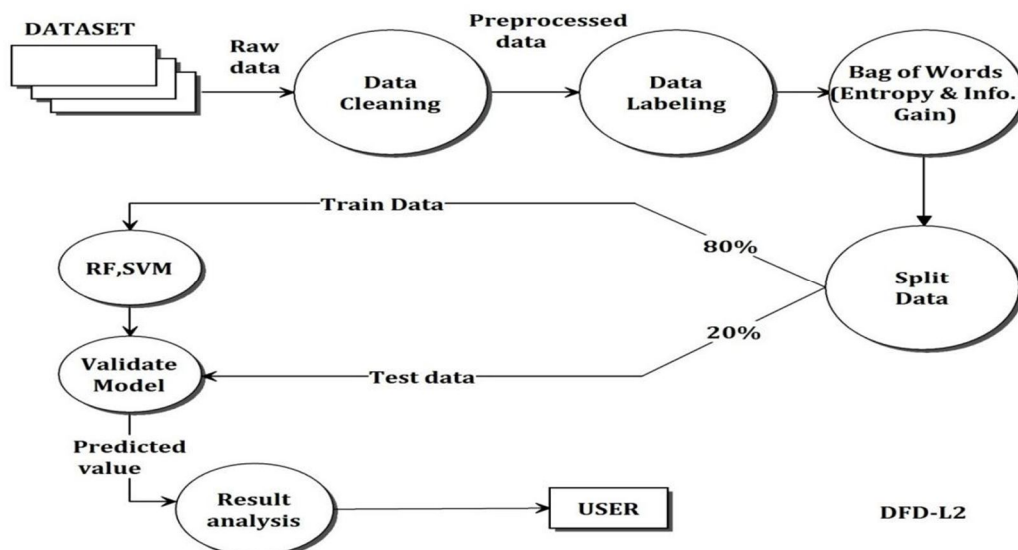 DATASET
Raw
data
Data
Cleaning
Preprocessed
data
Data
Labeling
Bag of Words
(Entropy & Info.
Gain)
Train Data
80%
RF,SVM
Split
Data
20%
Validate
Model
Test data
Predicted
value
Result
analysis
USER
DFD-L2